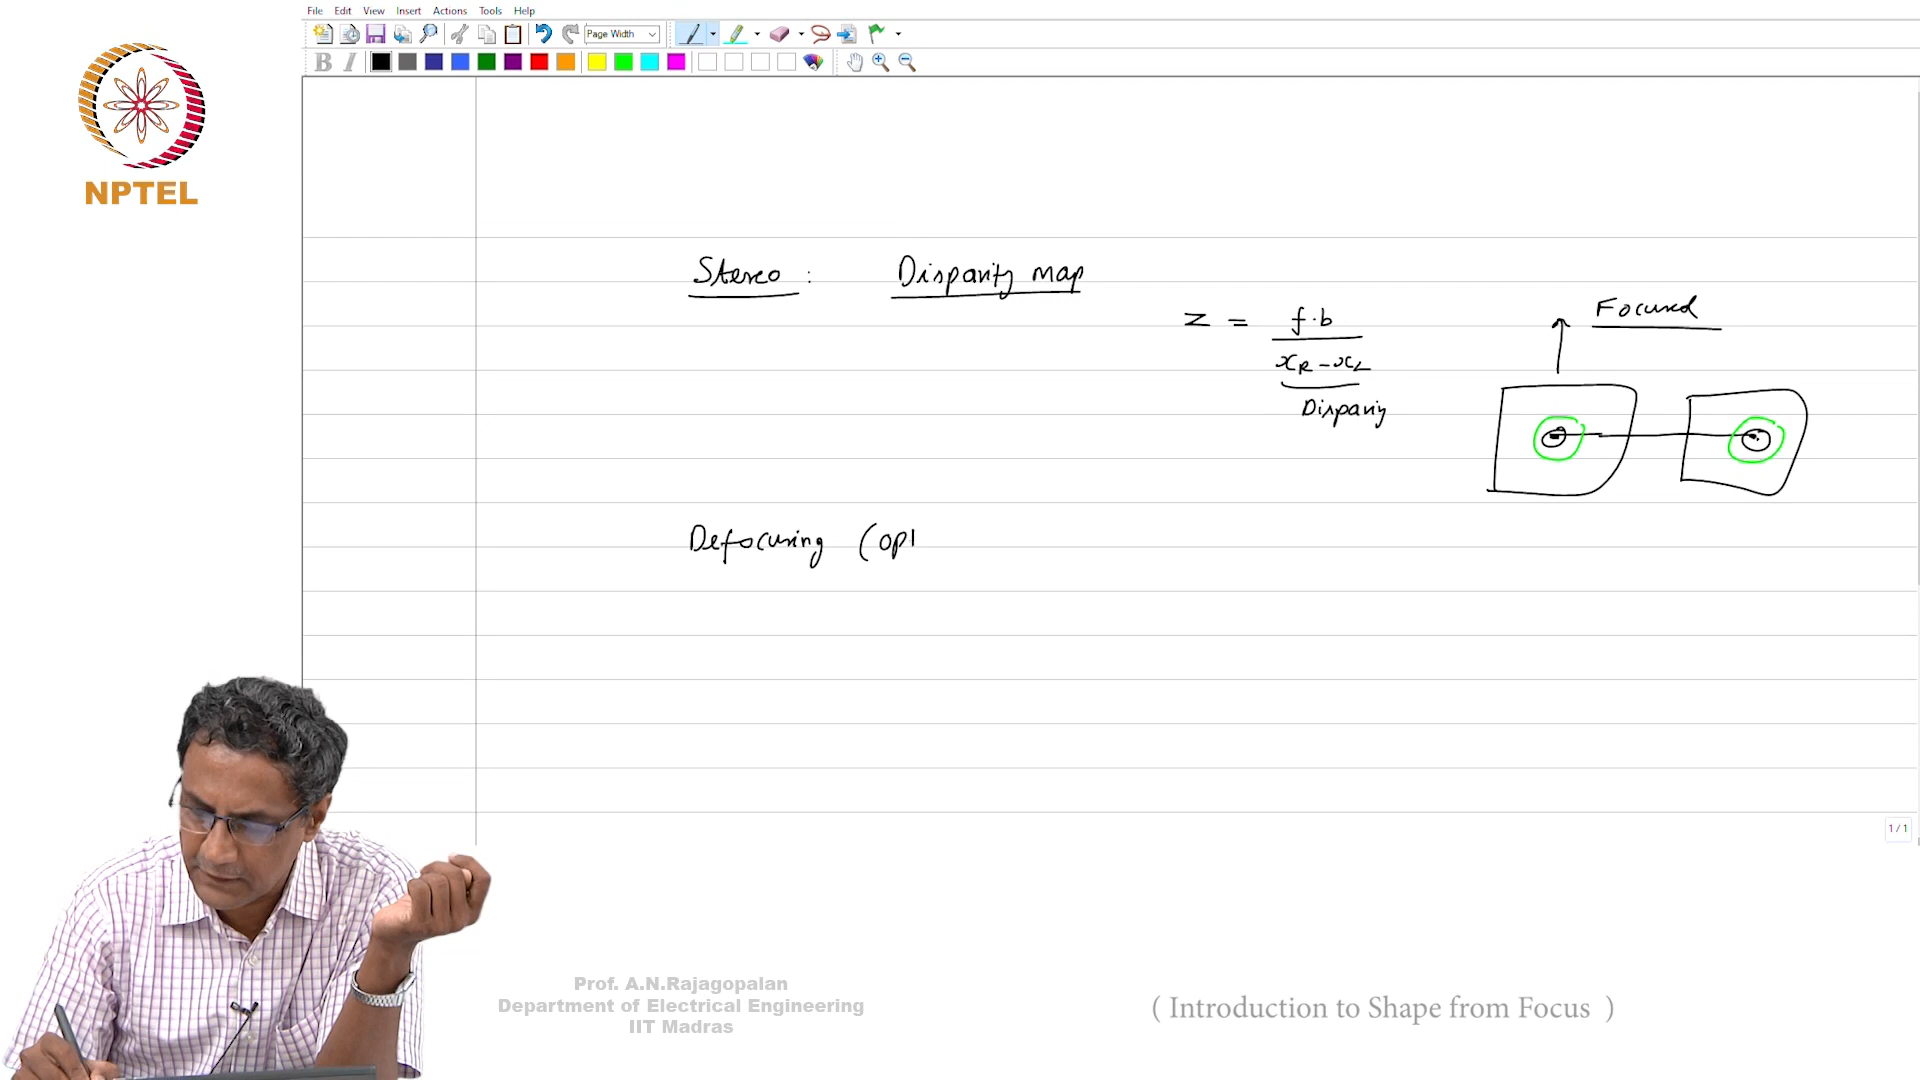 File Edit View Insert Actions Tools Help
Page Width
B I
NPTEL
Stereo : Disparity map
Z = f·b
x_R - x_L
Disparity
Focused
Defocusing (opt
1 / 1
Prof. A.N.Rajagopalan
Department of Electrical Engineering
IIT Madras
( Introduction to Shape from Focus )